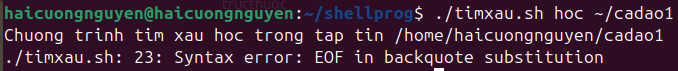 tructhuoc
haicuongnguyen@haicuongnguyen:~/shellprog$ ./timxau.sh hoc ~/cadao1
Chuong trinh tim xau hoc trong tap tin /home/haicuongnguyen/cadao1
./timxau.sh: 23: Syntax error: EOF in backquote substitution